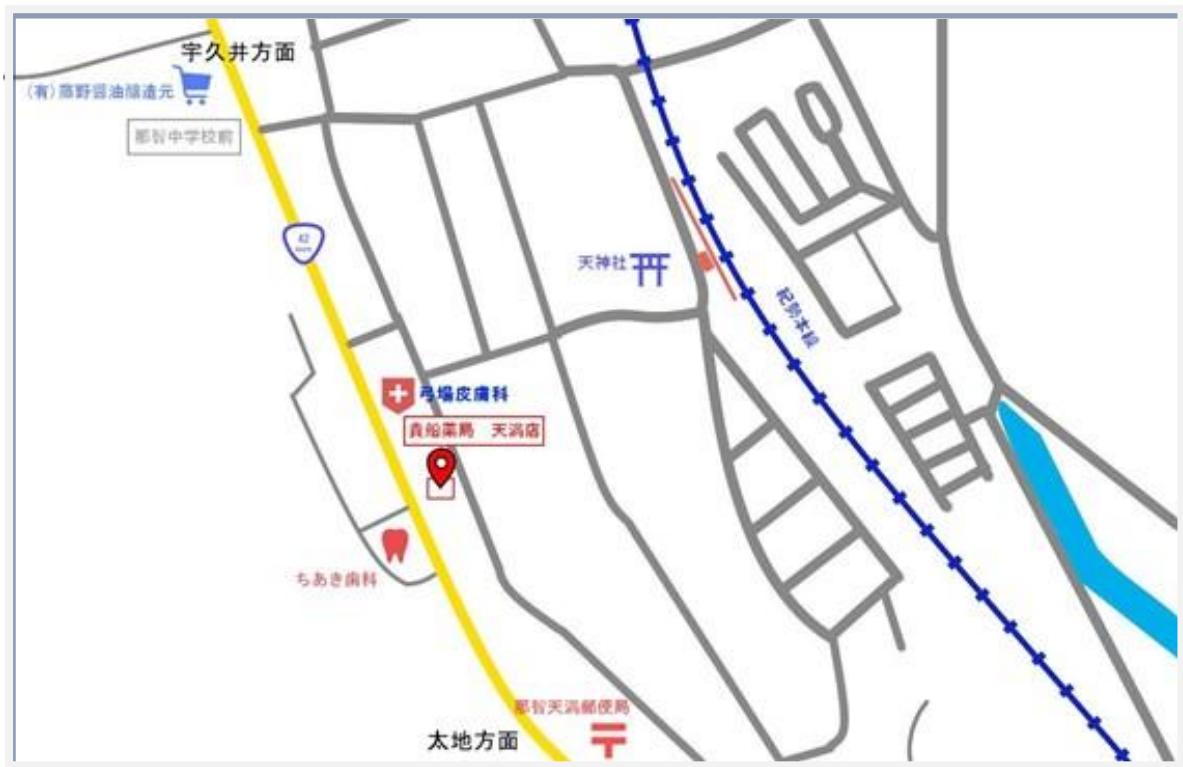 宇久井方面
(有)蔭野醤油醸造元
那智中学校前
42
天神社
紀勢本線
弓場皮膚科
貴船薬局 天満店
ちあき歯科
那智天満郵便局
太地方面